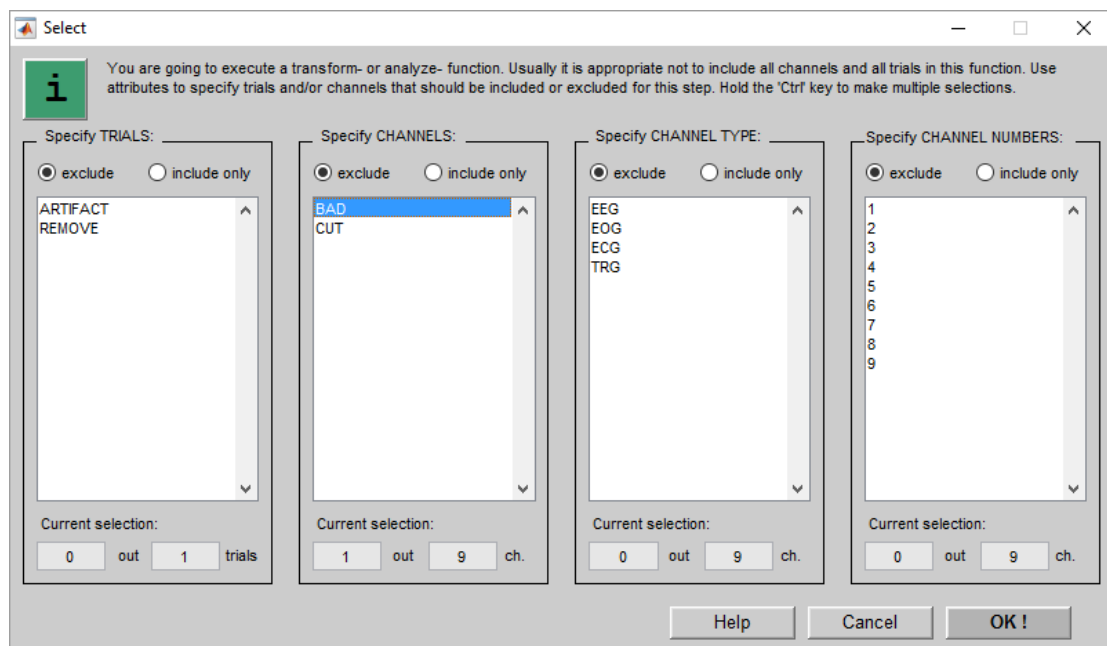 Select
i
You are going to execute a transform- or analyze- function. Usually it is appropriate not to include all channels and all trials in this function. Use
attributes to specify trials and/or channels that should be included or excluded for this step. Hold the 'Ctrl' key to make multiple selections.
Specify TRIALS:
exclude include only
ARTIFACT
REMOVE
Current selection:
0 out 1 trials
Specify CHANNELS:
exclude include only
BAD
CUT
Current selection:
1 out 9 ch.
Specify CHANNEL TYPE:
exclude include only
EEG
EOG
ECG
TRG
Current selection:
0 out 9 ch.
Specify CHANNEL NUMBERS:
exclude include only
1
2
3
4
5
6
7
8
9
Current selection:
0 out 9 ch.
Help Cancel OK !